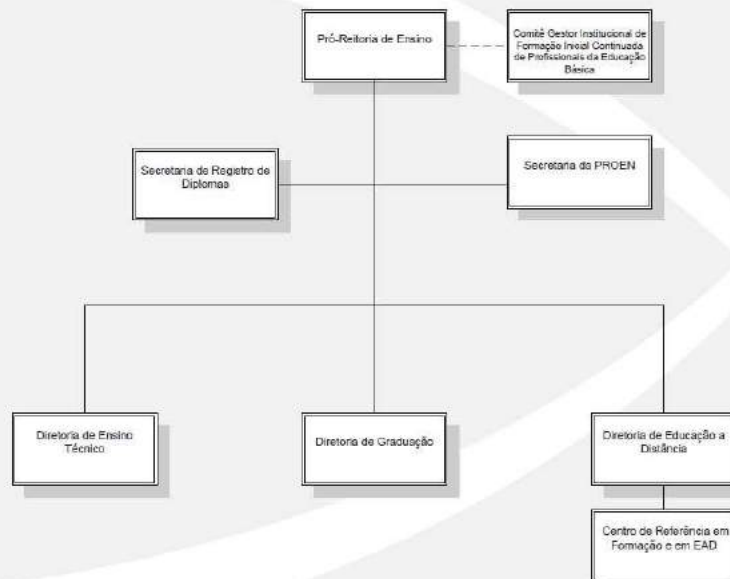 Pró-Reitoria de Ensino
Comitê Gestor Institucional de
Formação Inicial Continuada
de Profissionais da Educação
Básica
Secretaria de Registro de
Diplomas
Secretaria da PROEN
Diretoria de Ensino
Técnico
Diretoria de Graduação
Diretoria de Educação a
Distância
Centro de Referência em
Formação e em EAD